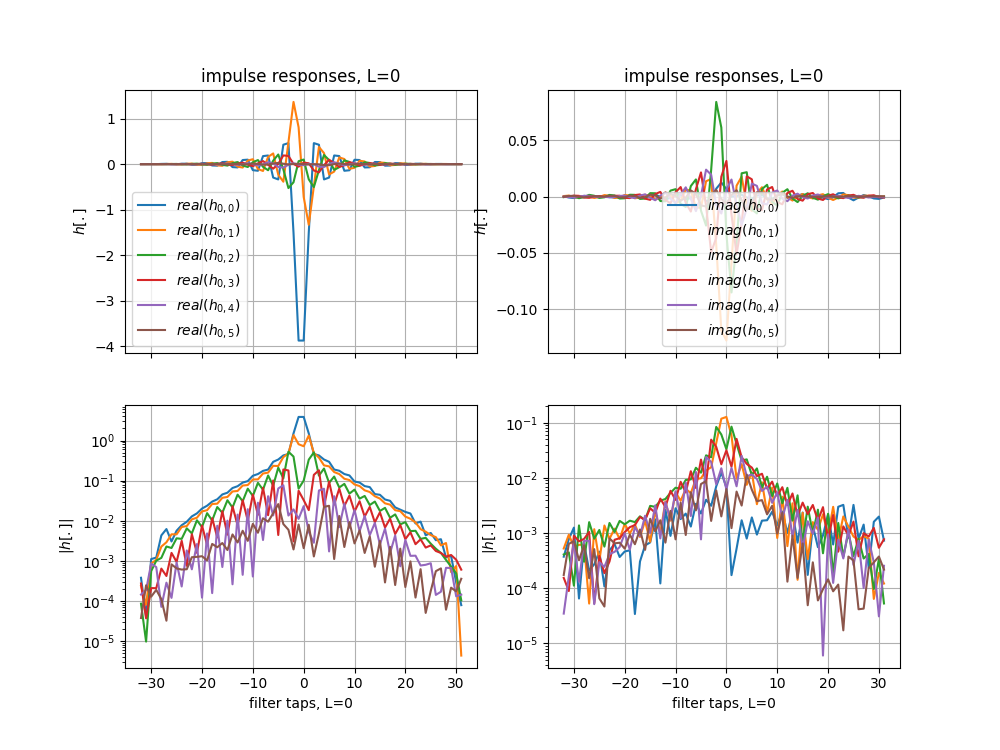 impulse responses, L=0
impulse responses, L=0
1
0
−1
−2
−3
−4
h[.]
real(h0,0)
real(h0,1)
real(h0,2)
real(h0,3)
real(h0,4)
real(h0,5)
0.05
0.00
−0.05
−0.10
h[.]
imag(h0,0)
imag(h0,1)
imag(h0,2)
imag(h0,3)
imag(h0,4)
imag(h0,5)
10^0
10^−1
10^−2
10^−3
10^−4
10^−5
|h[.]|
−30 −20 −10 0 10 20 30
filter taps, L=0
10^−1
10^−2
10^−3
10^−4
10^−5
|h[.]|
−30 −20 −10 0 10 20 30
filter taps, L=0